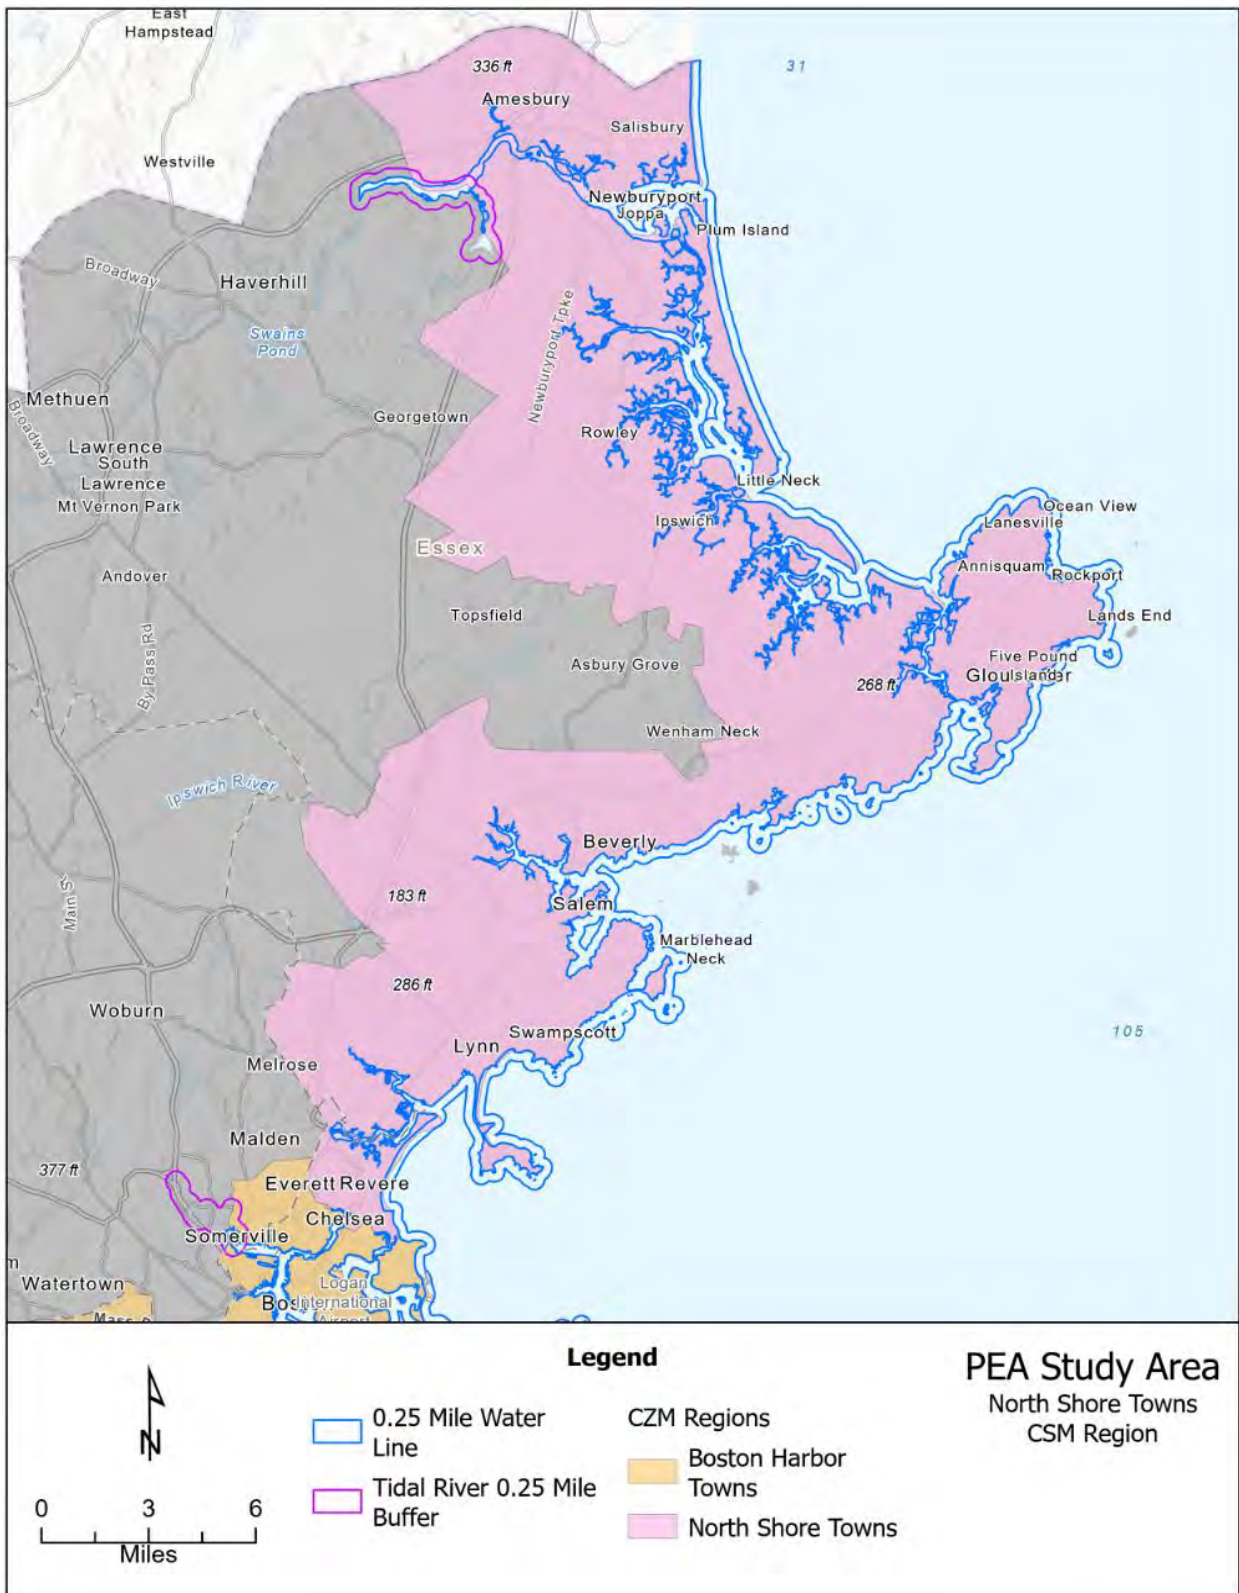 East
Hampstead
336 ft
31
Amesbury
Salisbury
Westville
Newburyport
Joppa
Plum Island
Broadway
Haverhill
Swains
Pond
Newburyport Tpke
Methuen
Broadway
Georgetown
Rowley
Lawrence
South
Lawrence
Mt Vernon Park
Little Neck
Ipswich
Ocean View
Lanesville
Essex
Annisquam
Rockport
Andover
Topsfield
Lands End
By Pass Rd
Asbury Grove
Five Pound
Island
268 ft
Wenham Neck
Ipswich River
Beverly
Main S
183 ft
Salem
Marblehead
Neck
286 ft
Woburn
Swampscott
105
Lynn
Melrose
Malden
377 ft
Everett
Revere
Chelsea
Somerville
m
Watertown
Logan
International
Airport
Legend
0.25 Mile Water
Line
Tidal River 0.25 Mile
Buffer
CZM Regions
Boston Harbor
Towns
North Shore Towns
PEA Study Area
North Shore Towns
CSM Region
N
0 3 6
Miles